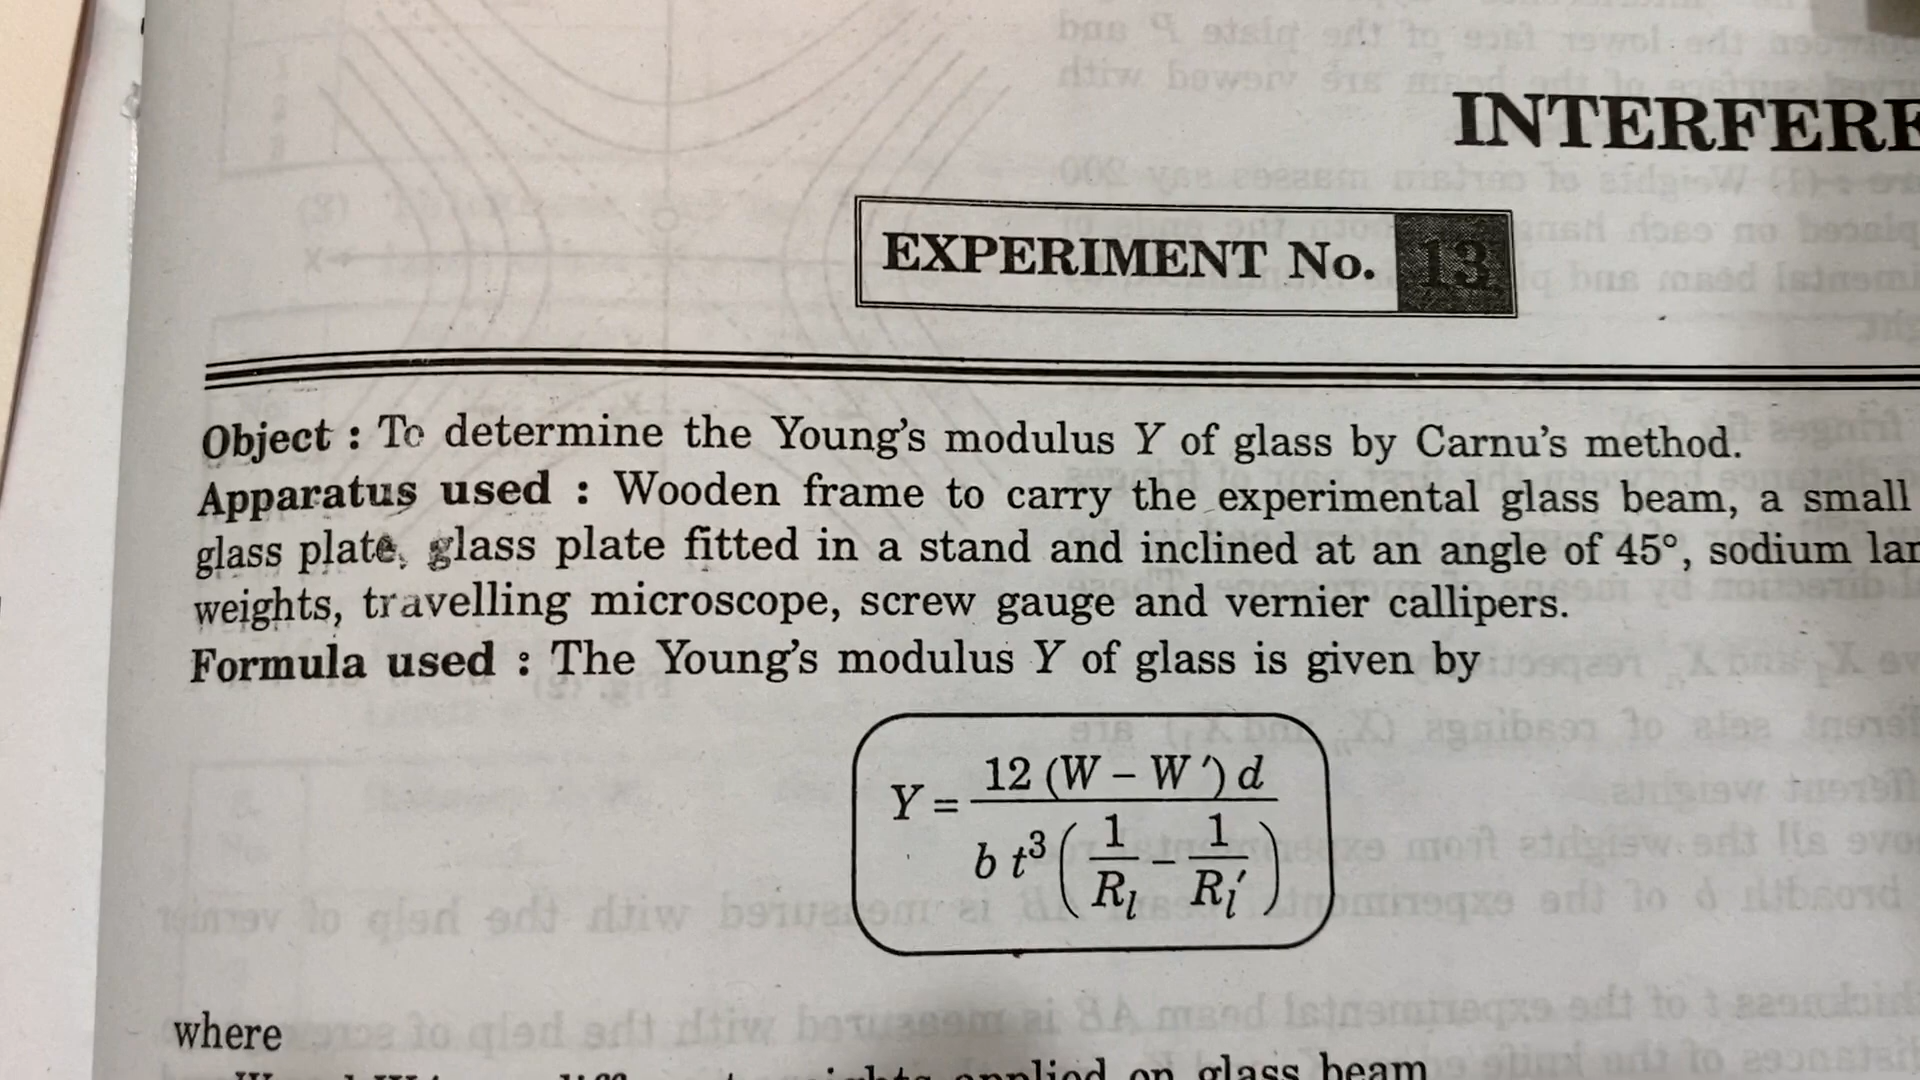 INTERFERE
EXPERIMENT No. 13
Object : To determine the Young's modulus Y of glass by Carnu's method.
Apparatus used : Wooden frame to carry the experimental glass beam, a small
glass plate, glass plate fitted in a stand and inclined at an angle of 45°, sodium lam
weights, travelling microscope, screw gauge and vernier callipers.
Formula used : The Young's modulus Y of glass is given by
Y = 12 (W – W ′) d / b t³ ( 1/R_l – 1/R_l′ )
where
applied on glass beam